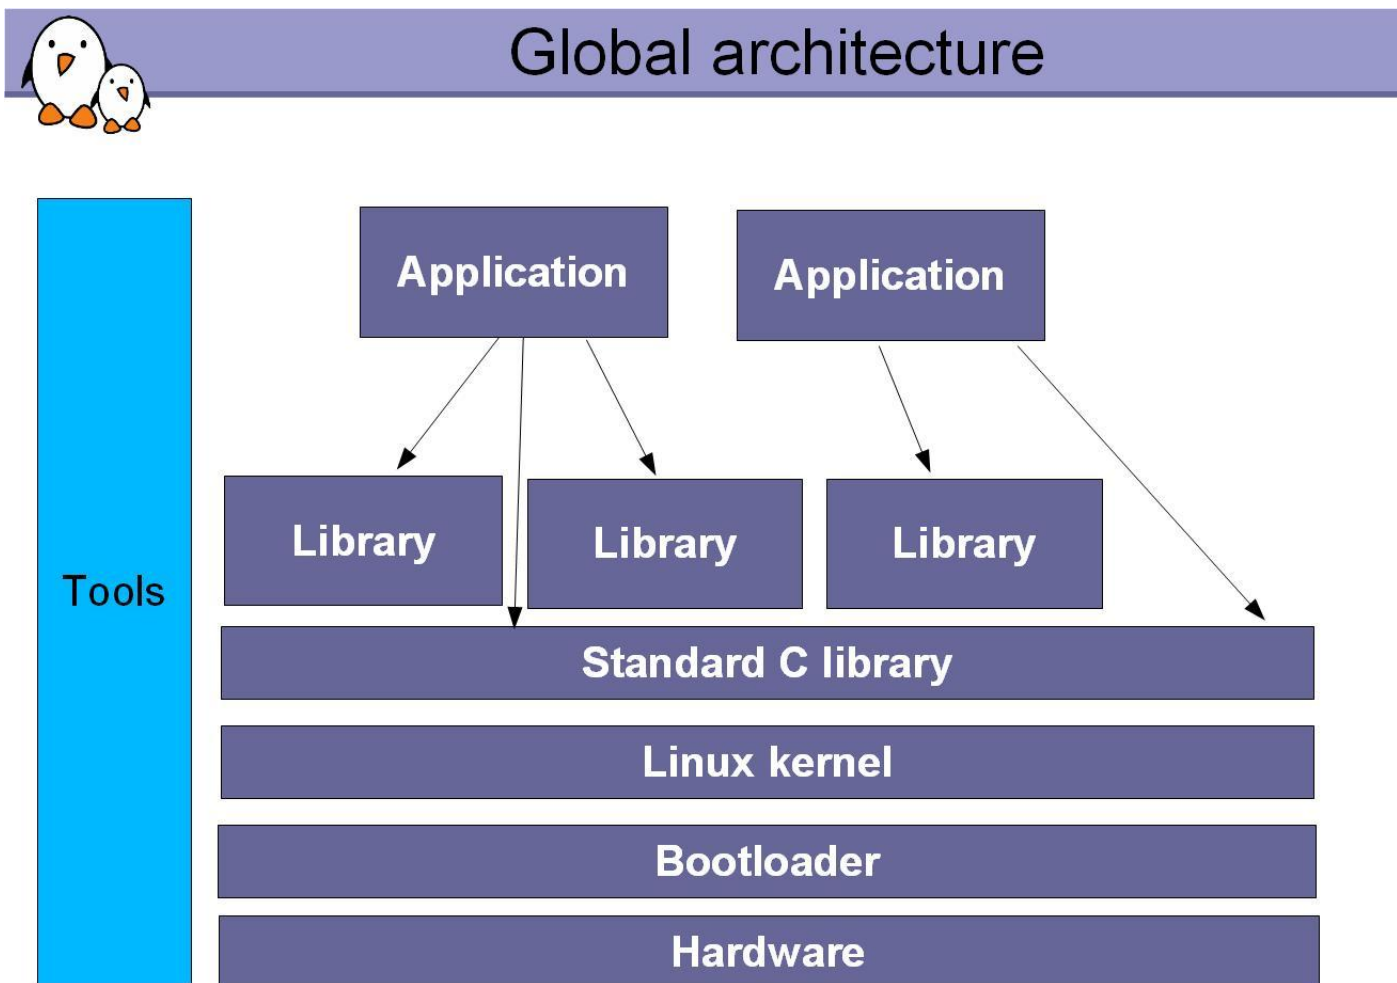 Global architecture
Application
Application
Library
Library
Library
Tools
Standard C library
Linux kernel
Bootloader
Hardware